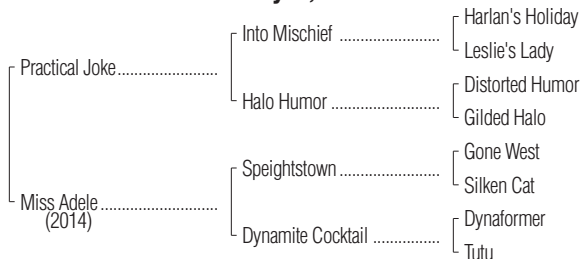 Harlan's Holiday
Into Mischief ....................
Leslie's Lady
Practical Joke.......................
Distorted Humor
Halo Humor ......................
Gilded Halo
Gone West
Speightstown ....................
Silken Cat
Miss Adele ...........................
(2014)
Dynaformer
Dynamite Cocktail .............
Tutu